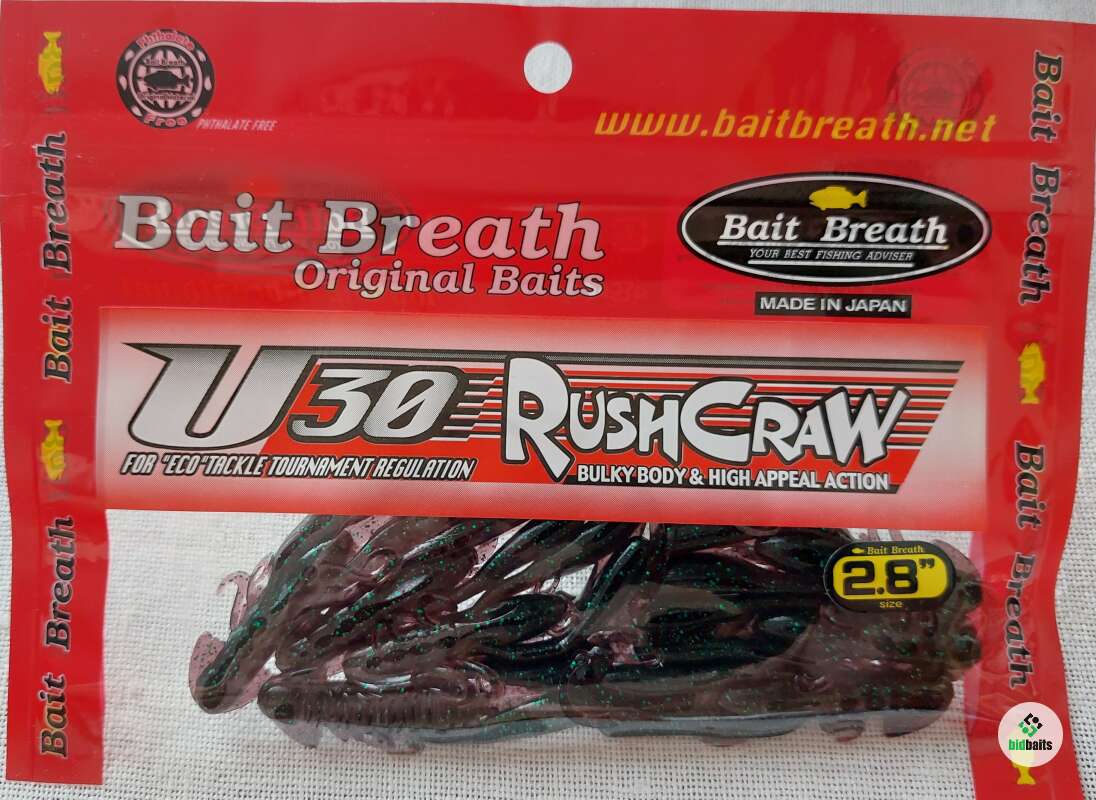 Phthalate
Bait Breath
Free
PHTHALATE FREE
www.baitbreath.net
Bait Breath
Original Baits
Bait Breath
YOUR BEST FISHING ADVISER
MADE IN JAPAN
U30 RUSHCRAW
FOR "ECO"TACKLE TOURNAMENT REGULATION
BULKY BODY & HIGH APPEAL ACTION
Bait Breath
2.8"
SIZE
Bait Breath
Bait Breath
Bait Breath
Bait Breath
Bait Breath
Bait Breath
bidbaits